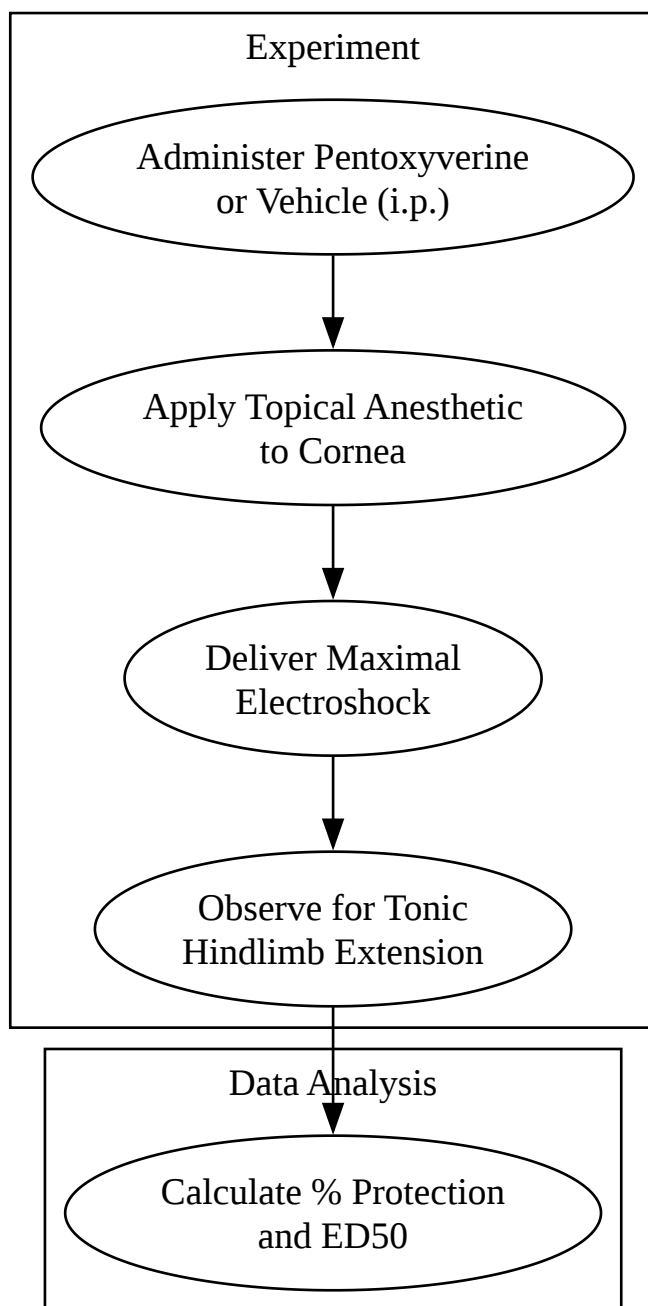 Experiment
Administer Pentoxyverine
or Vehicle (i.p.)
Apply Topical Anesthetic
to Cornea
Deliver Maximal
Electroshock
Observe for Tonic
Hindlimb Extension
Data Analysis
Calculate % Protection
and ED50